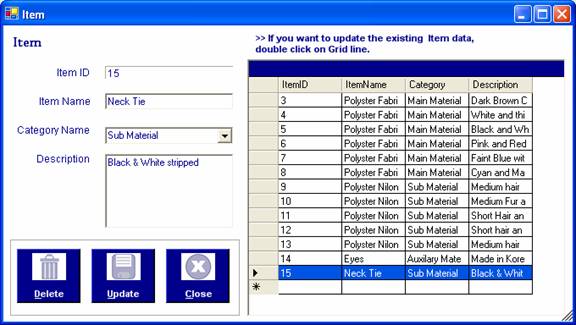 Item
Item
>> If you want to update the existing Item data,
double click on Grid line.
Item ID 15
Item Name Neck Tie
Category Name Sub Material
Description Black & White stripped
Delete Update Close
ItemID ItemName Category Description
3 Polyster Fabri Main Material Dark Brown C
4 Polyster Fabri Main Material White and thi
5 Polyster Fabri Main Material Black and Wh
6 Polyster Fabri Main Material Pink and Red
7 Polyster Fabri Main Material Faint Blue wit
8 Polyster Fabri Main Material Cyan and Ma
9 Polyster Nilon Sub Material Medium hair
10 Polyster Nilon Sub Material Medium Fur a
11 Polyster Nilon Sub Material Short Hair an
12 Polyster Nilon Sub Material Short hair an
13 Polyster Nilon Sub Material Medium hair
14 Eyes Auxilary Mate Made in Kore
15 Neck Tie Sub Material Black & Whit